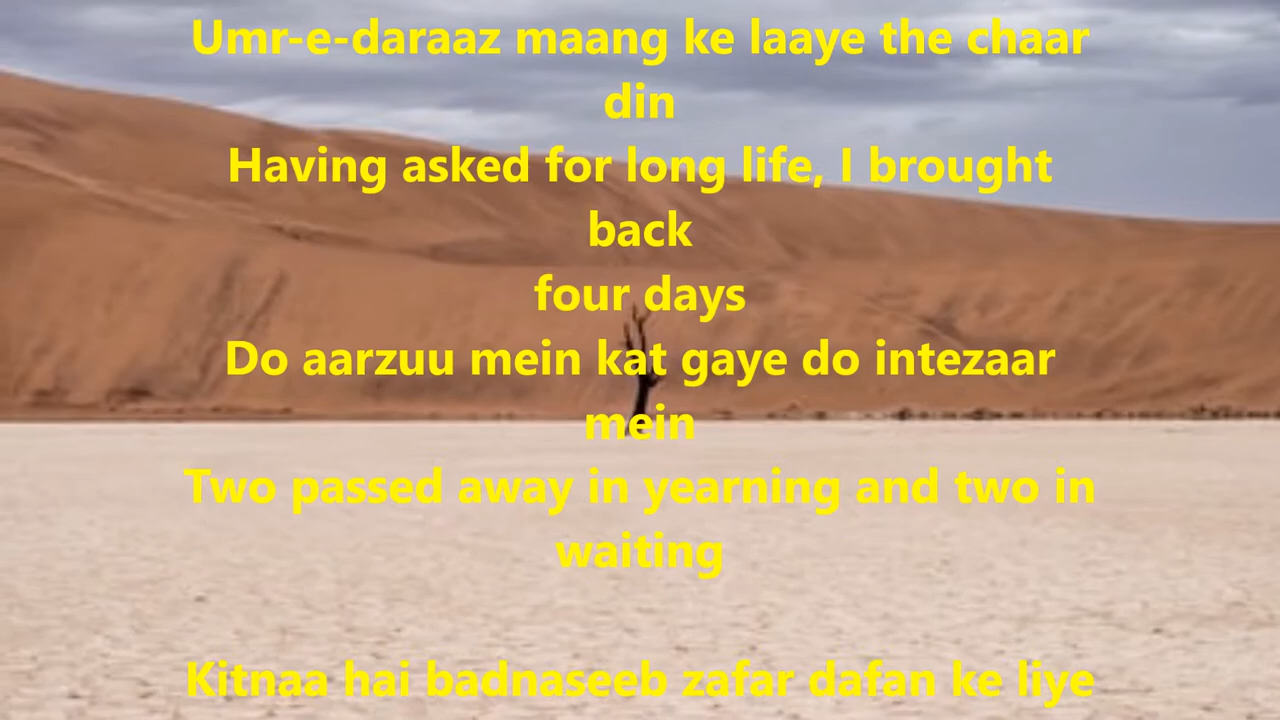 Umr-e-daraaz maang ke laaye the chaar
din
Having asked for long life, I brought
back
four days
Do aarzuu mein kat gaye do intezaar
mein
Two passed away in yearning and two in
waiting
Kitnaa hai badnaseeb zafar dafan ke liye